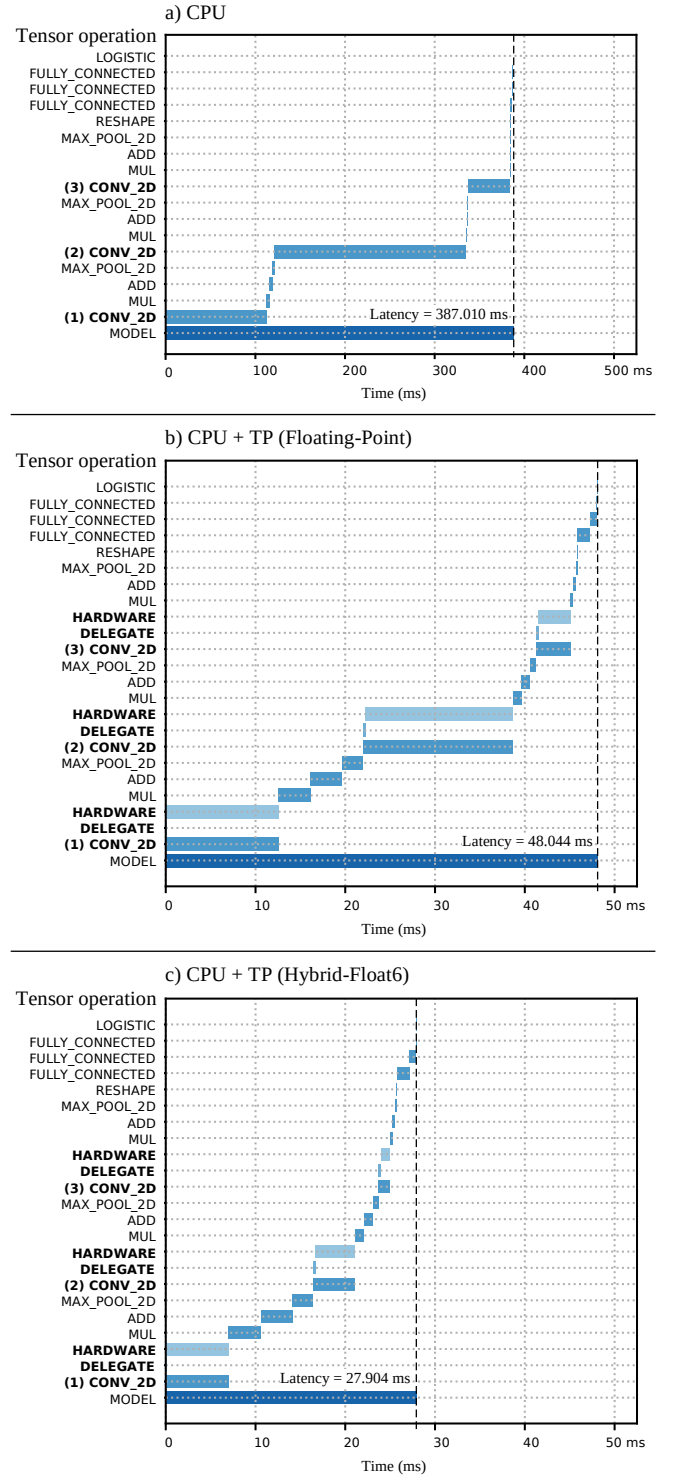 a) CPU
Tensor operation
LOGISTIC
FULLY_CONNECTED
FULLY_CONNECTED
FULLY_CONNECTED
RESHAPE
MAX_POOL_2D
ADD
MUL
(3) CONV_2D
MAX_POOL_2D
ADD
MUL
(2) CONV_2D
MAX_POOL_2D
ADD
MUL
(1) CONV_2D
Latency = 387.010 ms
MODEL
0 100 200 300 400 500 ms
Time (ms)
b) CPU + TP (Floating-Point)
Tensor operation
LOGISTIC
FULLY_CONNECTED
FULLY_CONNECTED
FULLY_CONNECTED
RESHAPE
MAX_POOL_2D
ADD
MUL
HARDWARE
DELEGATE
(3) CONV_2D
MAX_POOL_2D
ADD
MUL
HARDWARE
DELEGATE
(2) CONV_2D
MAX_POOL_2D
ADD
MUL
HARDWARE
DELEGATE
(1) CONV_2D
Latency = 48.044 ms
MODEL
0 10 20 30 40 50 ms
Time (ms)
c) CPU + TP (Hybrid-Float6)
Tensor operation
LOGISTIC
FULLY_CONNECTED
FULLY_CONNECTED
FULLY_CONNECTED
RESHAPE
MAX_POOL_2D
ADD
MUL
HARDWARE
DELEGATE
(3) CONV_2D
MAX_POOL_2D
ADD
MUL
HARDWARE
DELEGATE
(2) CONV_2D
MAX_POOL_2D
ADD
MUL
HARDWARE
DELEGATE
(1) CONV_2D
Latency = 27.904 ms
MODEL
0 10 20 30 40 50 ms
Time (ms)